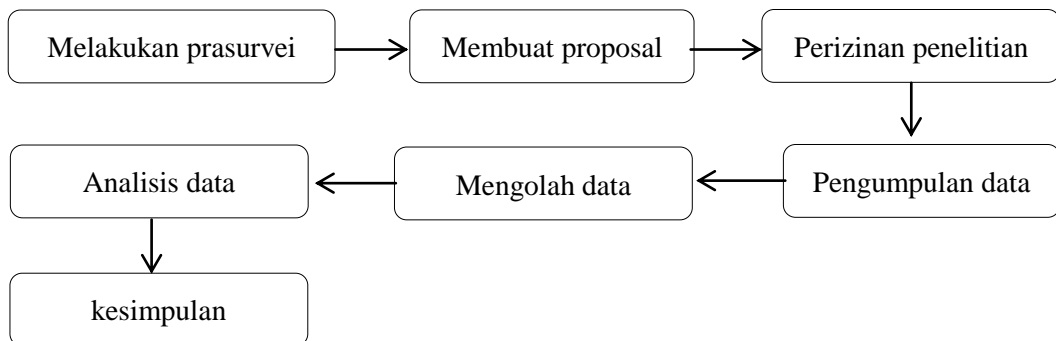 Melakukan prasurvei
Membuat proposal
Perizinan penelitian
Pengumpulan data
Mengolah data
Analisis data
kesimpulan